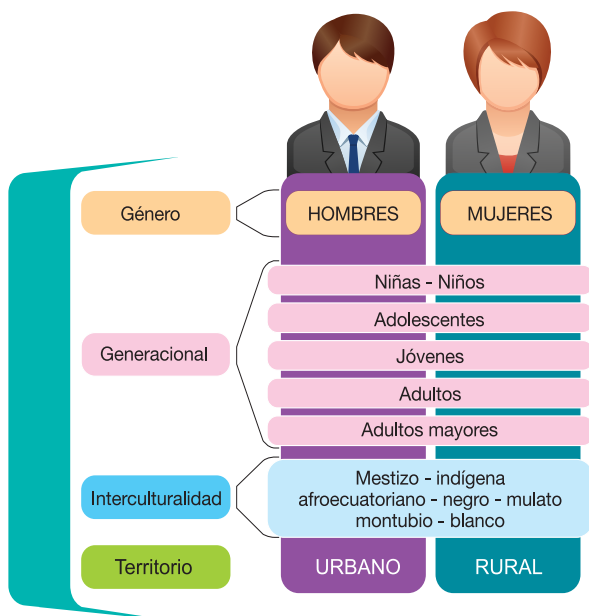 Género
HOMBRES
MUJERES
Generacional
Niñas - Niños
Adolescentes
Jóvenes
Adultos
Adultos mayores
Interculturalidad
Mestizo - indígena
afroecuatoriano - negro - mulato
montubio - blanco
Territorio
URBANO
RURAL